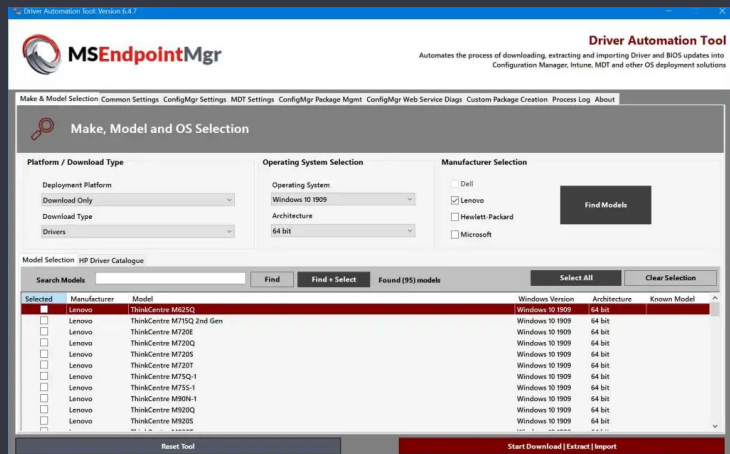 Driver Automation Tool: Version 6.4.7
MSEndpointMgr
Driver Automation Tool
Automates the process of downloading, extracting and importing Driver and BIOS updates into
Configuration Manager, Intune, MDT and other OS deployment solutions
Make & Model Selection Common Settings ConfigMgr Settings MDT Settings ConfigMgr Package Mgmt ConfigMgr Web Service Diags Custom Package Creation Process Log About
Make, Model and OS Selection
Platform / Download Type Operating System Selection Manufacturer Selection
Deployment Platform Operating System Dell
Download Only Windows 10 1909 Lenovo Find Models
Download Type Architecture Hewlett-Packard
Drivers 64 bit Microsoft
Model Selection HP Driver Catalogue
Search Models Find Find + Select Found (95) models Select All Clear Selection
Selected Manufacturer Model Windows Version Architecture Known Model
Lenovo ThinkCentre M625Q Windows 10 1909 64 bit
Lenovo ThinkCentre M715Q 2nd Gen Windows 10 1909 64 bit
Lenovo ThinkCentre M720E Windows 10 1909 64 bit
Lenovo ThinkCentre M720Q Windows 10 1909 64 bit
Lenovo ThinkCentre M720S Windows 10 1909 64 bit
Lenovo ThinkCentre M720T Windows 10 1909 64 bit
Lenovo ThinkCentre M75Q-1 Windows 10 1909 64 bit
Lenovo ThinkCentre M75S-1 Windows 10 1909 64 bit
Lenovo ThinkCentre M90N-1 Windows 10 1909 64 bit
Lenovo ThinkCentre M920Q Windows 10 1909 64 bit
Lenovo ThinkCentre M920S Windows 10 1909 64 bit
Reset Tool Start Download | Extract | Import